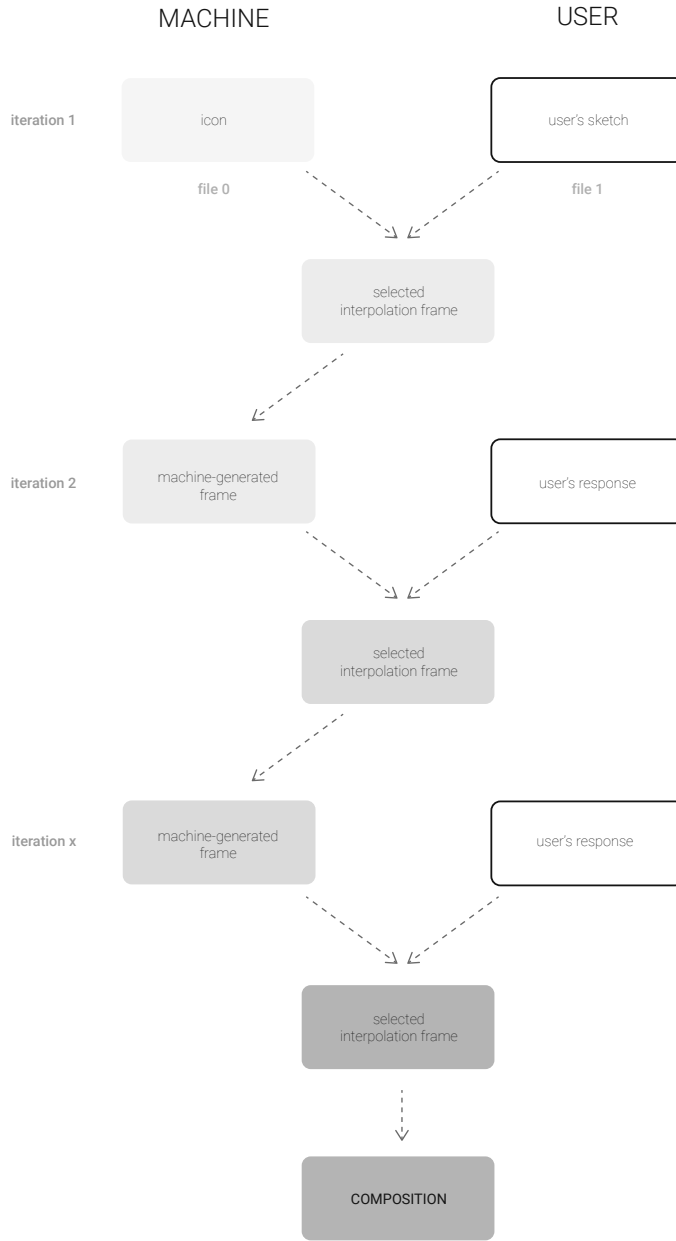 MACHINE
USER
iteration 1
icon
user's sketch
file 0
file 1
selected
interpolation frame
iteration 2
machine-generated
frame
user's response
selected
interpolation frame
iteration x
machine-generated
frame
user's response
selected
interpolation frame
COMPOSITION